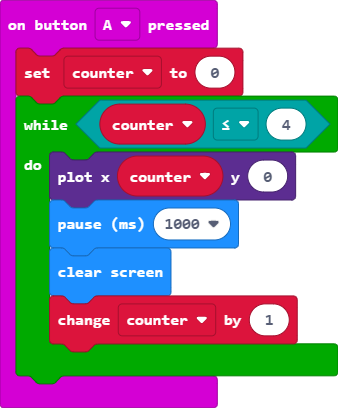 on button A pressed
set counter to 0
while counter ≤ 4
do
plot x counter y 0
pause (ms) 1000
clear screen
change counter by 1